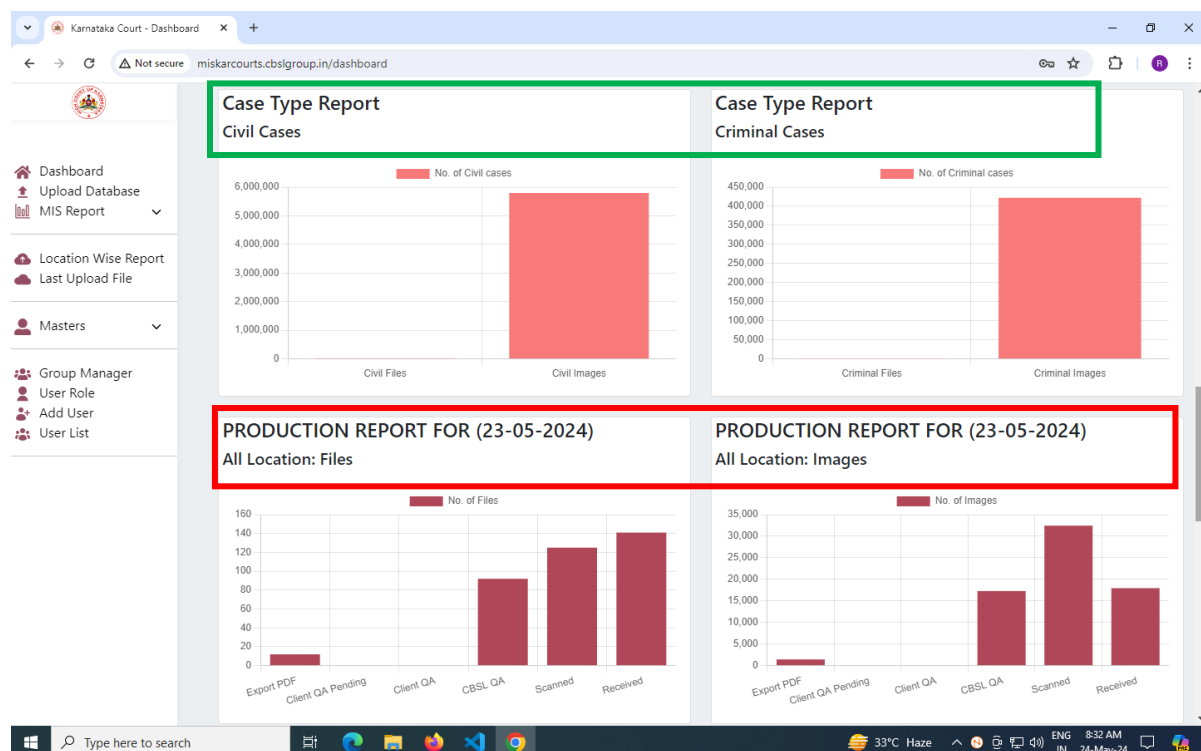 Karnataka Court - Dashboard
Not secure miskarcourts.cbslgroup.in/dashboard
R
Dashboard
Upload Database
MIS Report
Location Wise Report
Last Upload File
Masters
Group Manager
User Role
Add User
User List
Case Type Report
Civil Cases
No. of Civil cases
6,000,000
5,000,000
4,000,000
3,000,000
2,000,000
1,000,000
0
Civil Files Civil Images
Case Type Report
Criminal Cases
No. of Criminal cases
450,000
400,000
350,000
300,000
250,000
200,000
150,000
100,000
50,000
0
Criminal Files Criminal Images
PRODUCTION REPORT FOR (23-05-2024)
All Location: Files
No. of Files
160
140
120
100
80
60
40
20
0
Export PDF Client QA Pending Client QA CBSL QA Scanned Received
PRODUCTION REPORT FOR (23-05-2024)
All Location: Images
No. of Images
35,000
30,000
25,000
20,000
15,000
10,000
5,000
0
Export PDF Client QA Pending Client QA CBSL QA Scanned Received
Type here to search
33°C Haze
ENG
IN
8:32 AM
24-May-24